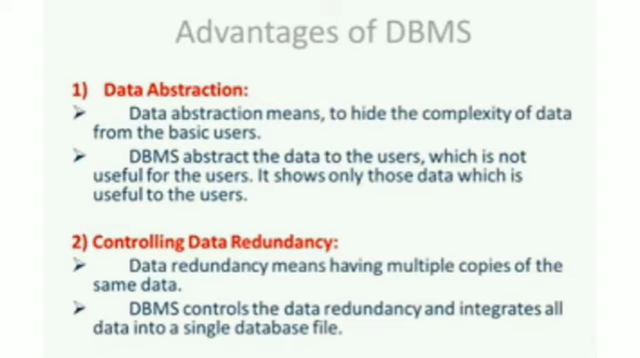 Advantages of DBMS
1) Data Abstraction:
➢ Data abstraction means, to hide the complexity of data
from the basic users.
➢ DBMS abstract the data to the users, which is not
useful for the users. It shows only those data which is
useful to the users.
2) Controlling Data Redundancy:
➢ Data redundancy means having multiple copies of the
same data.
➢ DBMS controls the data redundancy and integrates all
data into a single database file.